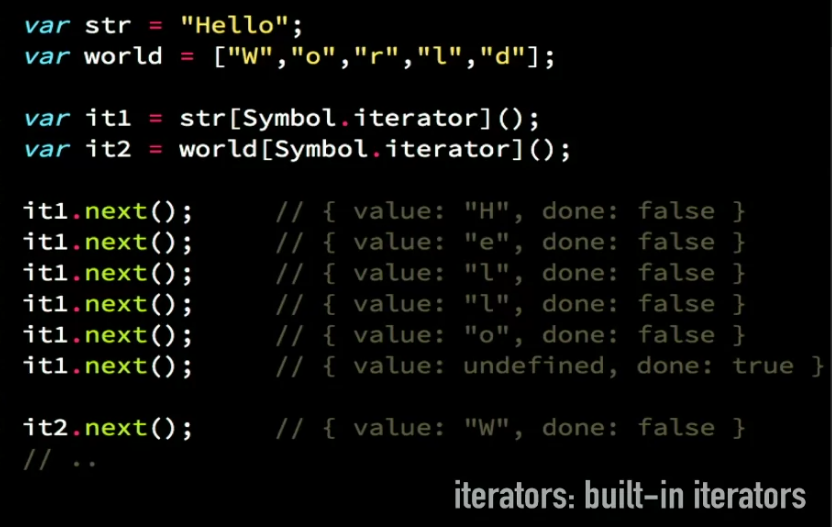 var str = "Hello";
var world = ["W","o","r","l","d"];
var it1 = str[Symbol.iterator]();
var it2 = world[Symbol.iterator]();
it1.next(); // { value: "H", done: false }
it1.next(); // { value: "e", done: false }
it1.next(); // { value: "l", done: false }
it1.next(); // { value: "l", done: false }
it1.next(); // { value: "o", done: false }
it1.next(); // { value: undefined, done: true }
it2.next(); // { value: "W", done: false }
// ..
iterators: built-in iterators